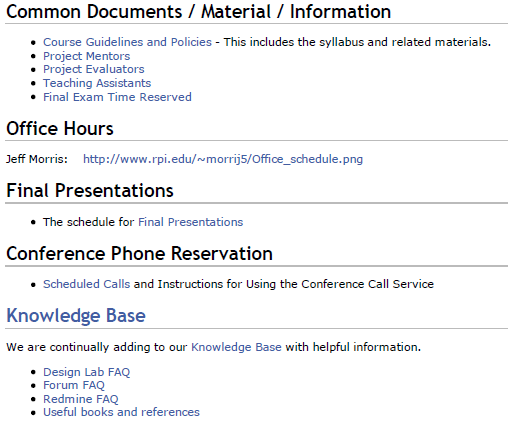 Common Documents / Material / Information
Course Guidelines and Policies - This includes the syllabus and related materials.
Project Mentors
Project Evaluators
Teaching Assistants
Final Exam Time Reserved
Office Hours
Jeff Morris: http://www.rpi.edu/~morrij5/Office_schedule.png
Final Presentations
The schedule for Final Presentations
Conference Phone Reservation
Scheduled Calls and Instructions for Using the Conference Call Service
Knowledge Base
We are continually adding to our Knowledge Base with helpful information.
Design Lab FAQ
Forum FAQ
Redmine FAQ
Useful books and references